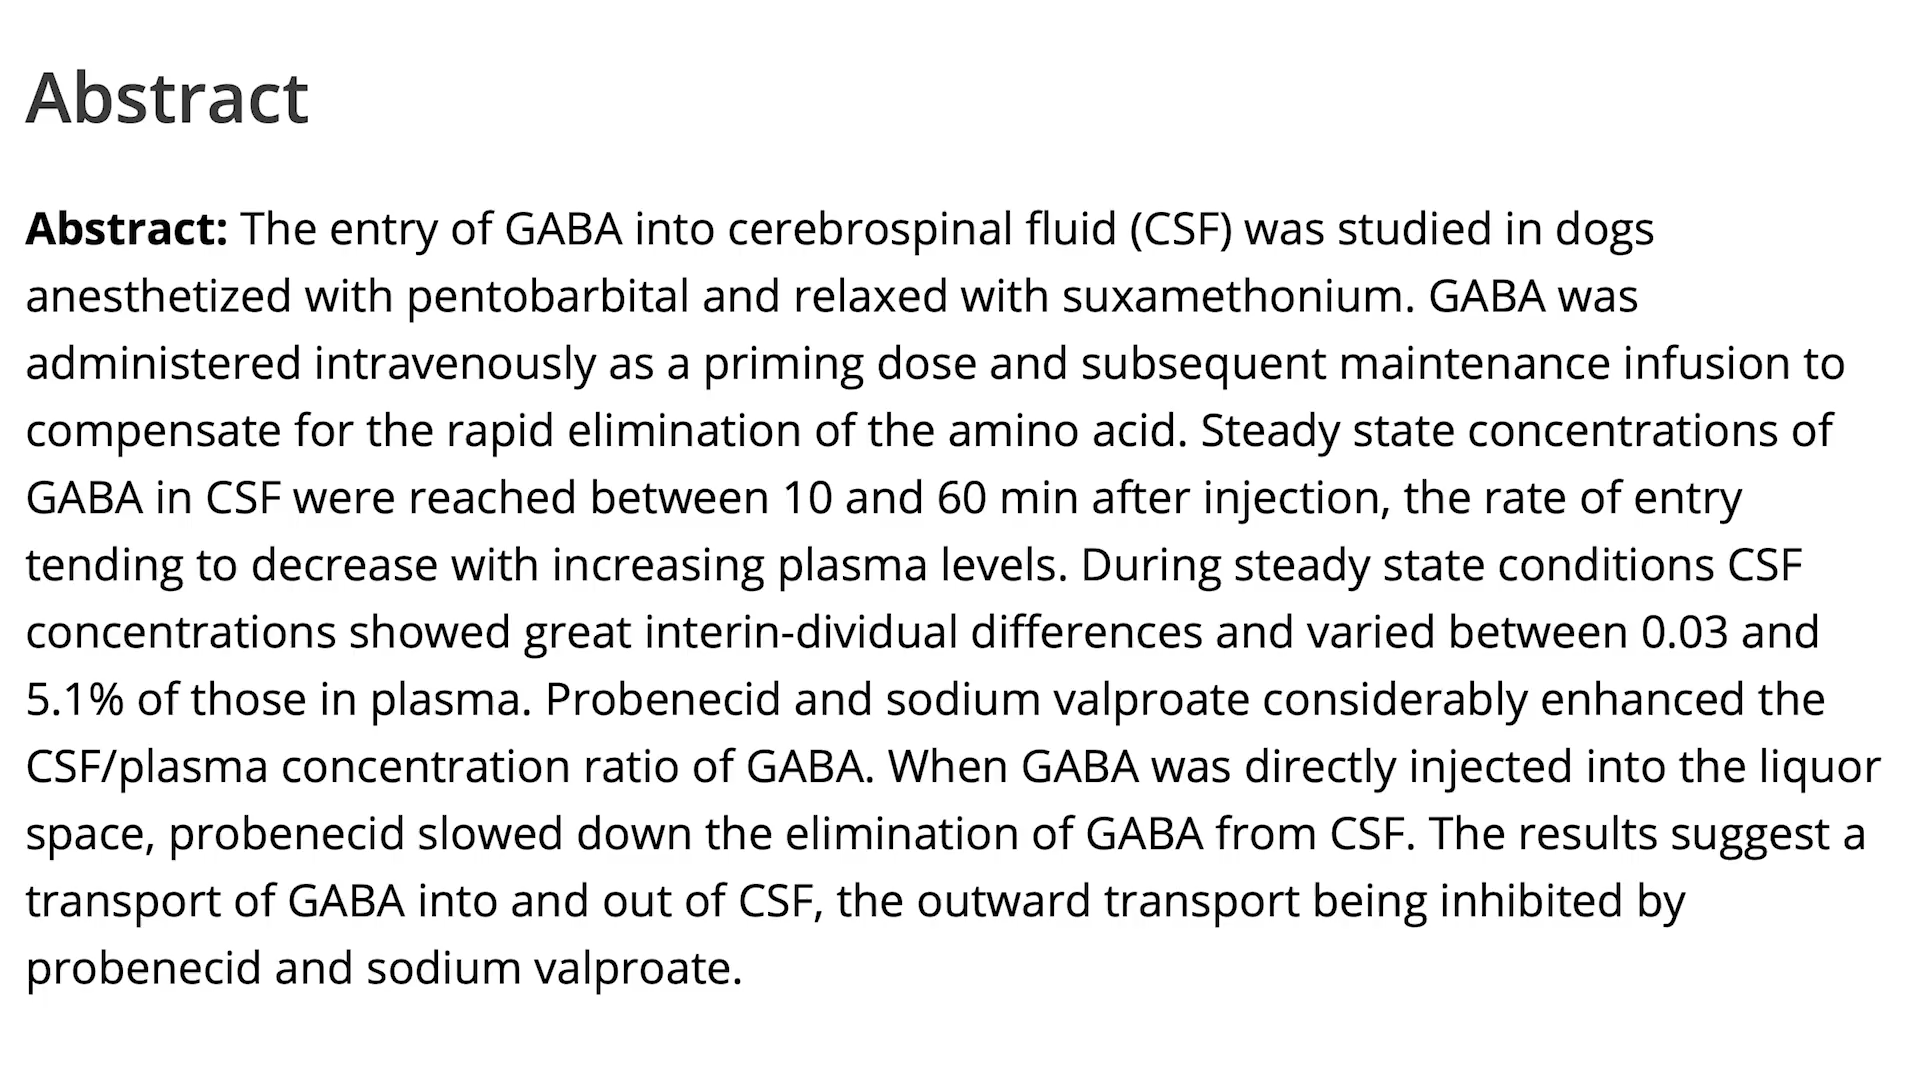 Abstract
Abstract: The entry of GABA into cerebrospinal fluid (CSF) was studied in dogs
anesthetized with pentobarbital and relaxed with suxamethonium. GABA was
administered intravenously as a priming dose and subsequent maintenance infusion to
compensate for the rapid elimination of the amino acid. Steady state concentrations of
GABA in CSF were reached between 10 and 60 min after injection, the rate of entry
tending to decrease with increasing plasma levels. During steady state conditions CSF
concentrations showed great interin-dividual differences and varied between 0.03 and
5.1% of those in plasma. Probenecid and sodium valproate considerably enhanced the
CSF/plasma concentration ratio of GABA. When GABA was directly injected into the liquor
space, probenecid slowed down the elimination of GABA from CSF. The results suggest a
transport of GABA into and out of CSF, the outward transport being inhibited by
probenecid and sodium valproate.